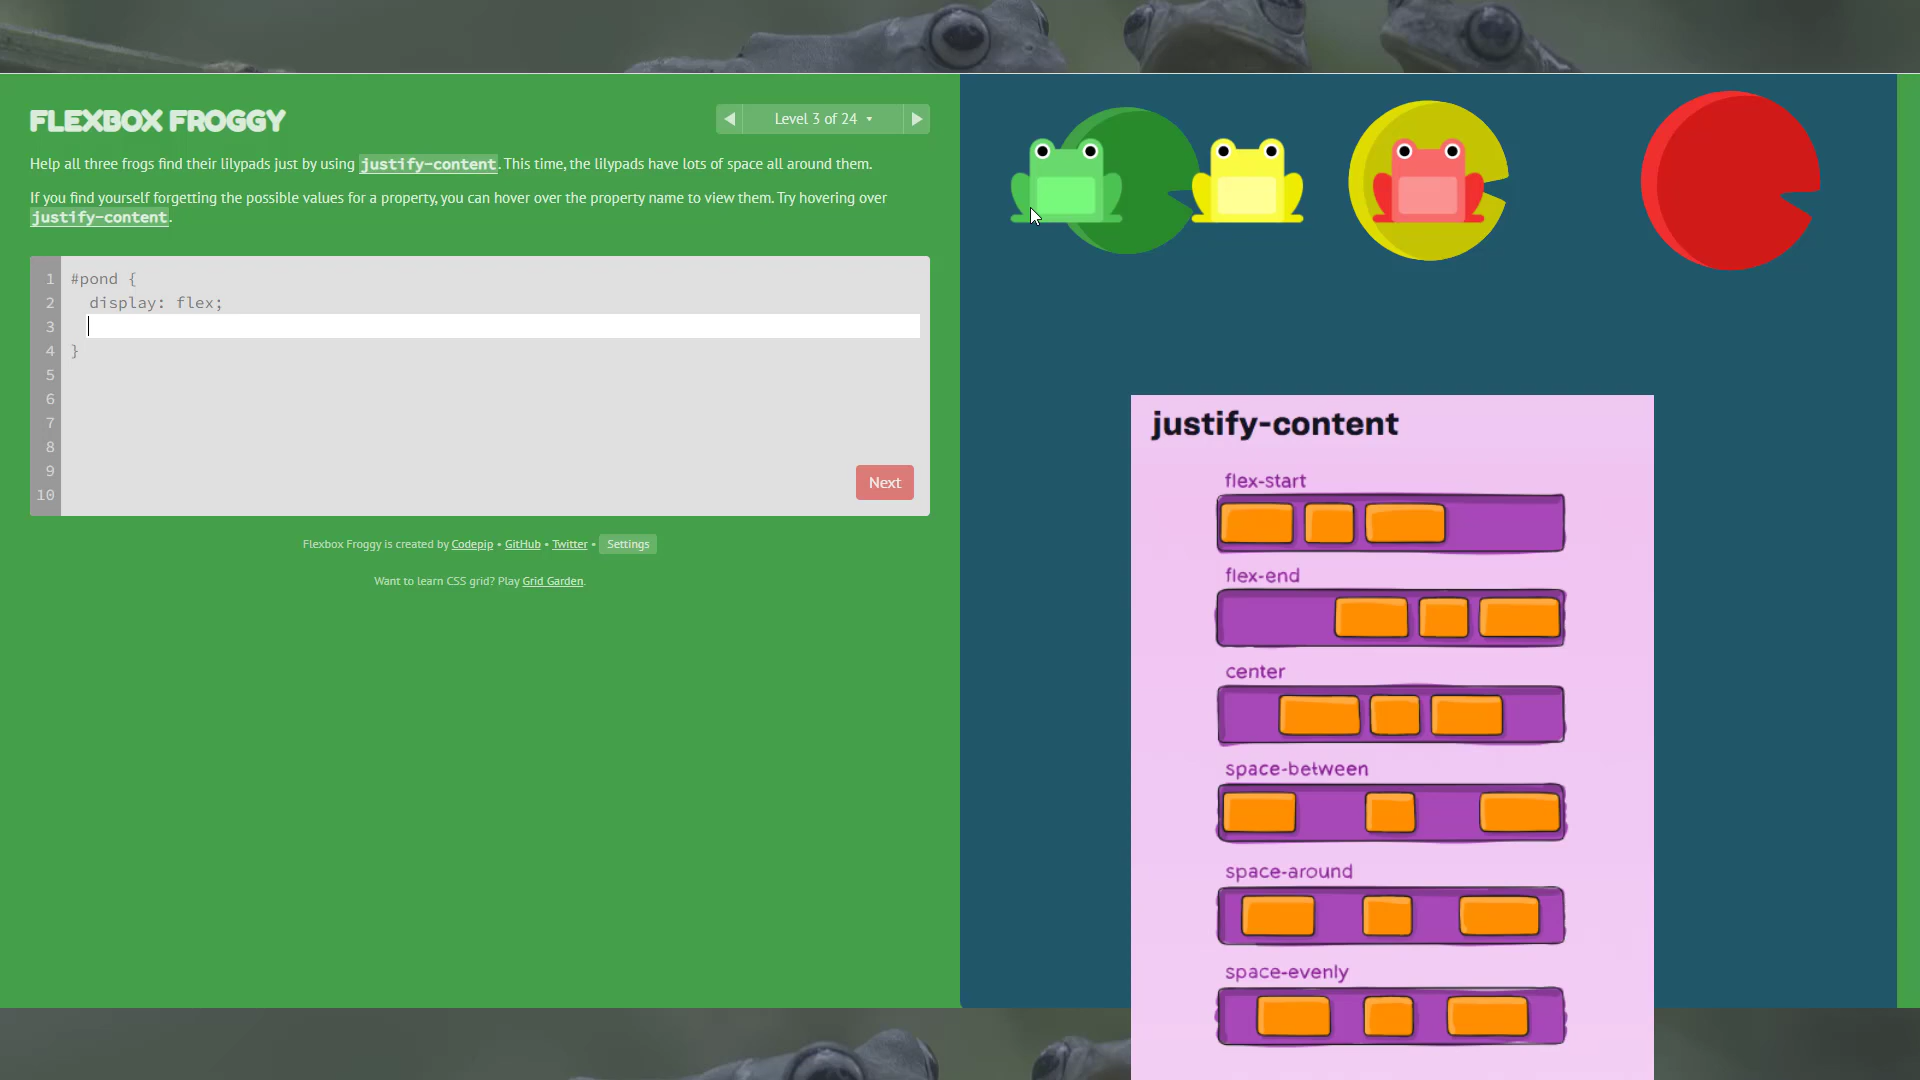 FLEXBOX FROGGY
Level 3 of 24
Help all three frogs find their lilypads just by using justify-content. This time, the lilypads have lots of space all around them.
If you find yourself forgetting the possible values for a property, you can hover over the property name to view them. Try hovering over
justify-content.
1 #pond {
2 display: flex;
3
4 }
5
6
7
8
9
10
Next
Flexbox Froggy is created by Codepip • GitHub • Twitter • Settings
Want to learn CSS grid? Play Grid Garden.
justify-content
flex-start
flex-end
center
space-between
space-around
space-evenly